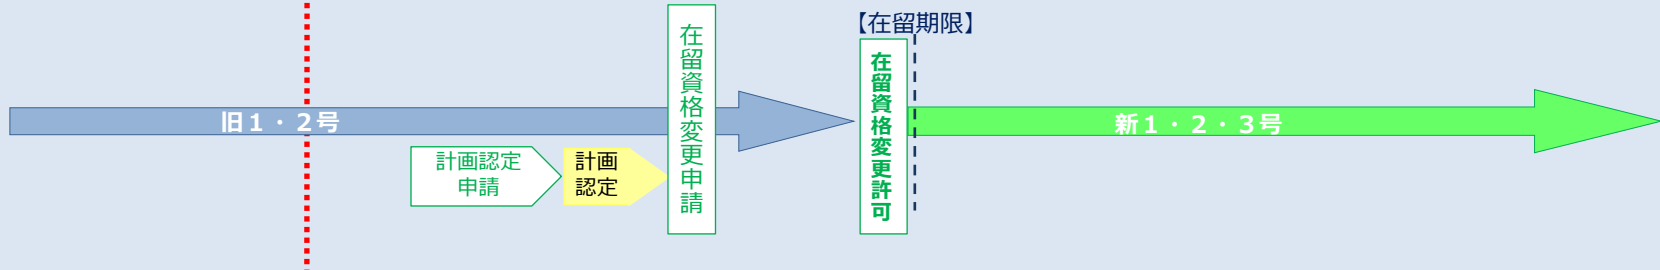 旧１・２号
計画認定
申請
計画
認定
在留資格変更申請
【在留期限】
在留資格変更許可
新１・２・３号